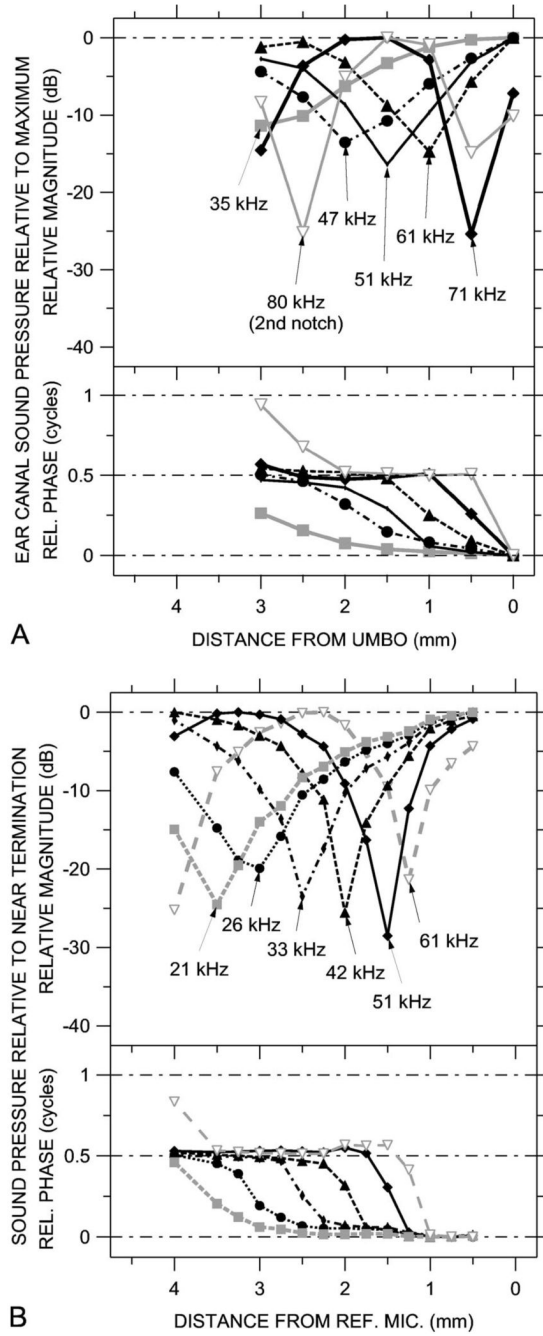 EAR CANAL SOUND PRESSURE RELATIVE TO MAXIMUM
RELATIVE MAGNITUDE (dB)
REL. PHASE (cycles)
0
-10
-20
-30
-40
35 kHz
80 kHz
(2nd notch)
47 kHz
51 kHz
61 kHz
71 kHz
1
0.5
0
4 3 2 1 0
DISTANCE FROM UMBO (mm)
A
SOUND PRESSURE RELATIVE TO NEAR TERMINATION
RELATIVE MAGNITUDE (dB)
REL. PHASE (cycles)
0
-10
-20
-30
-40
21 kHz
26 kHz
33 kHz
42 kHz
51 kHz
61 kHz
1
0.5
0
4 3 2 1 0
DISTANCE FROM REF. MIC. (mm)
B